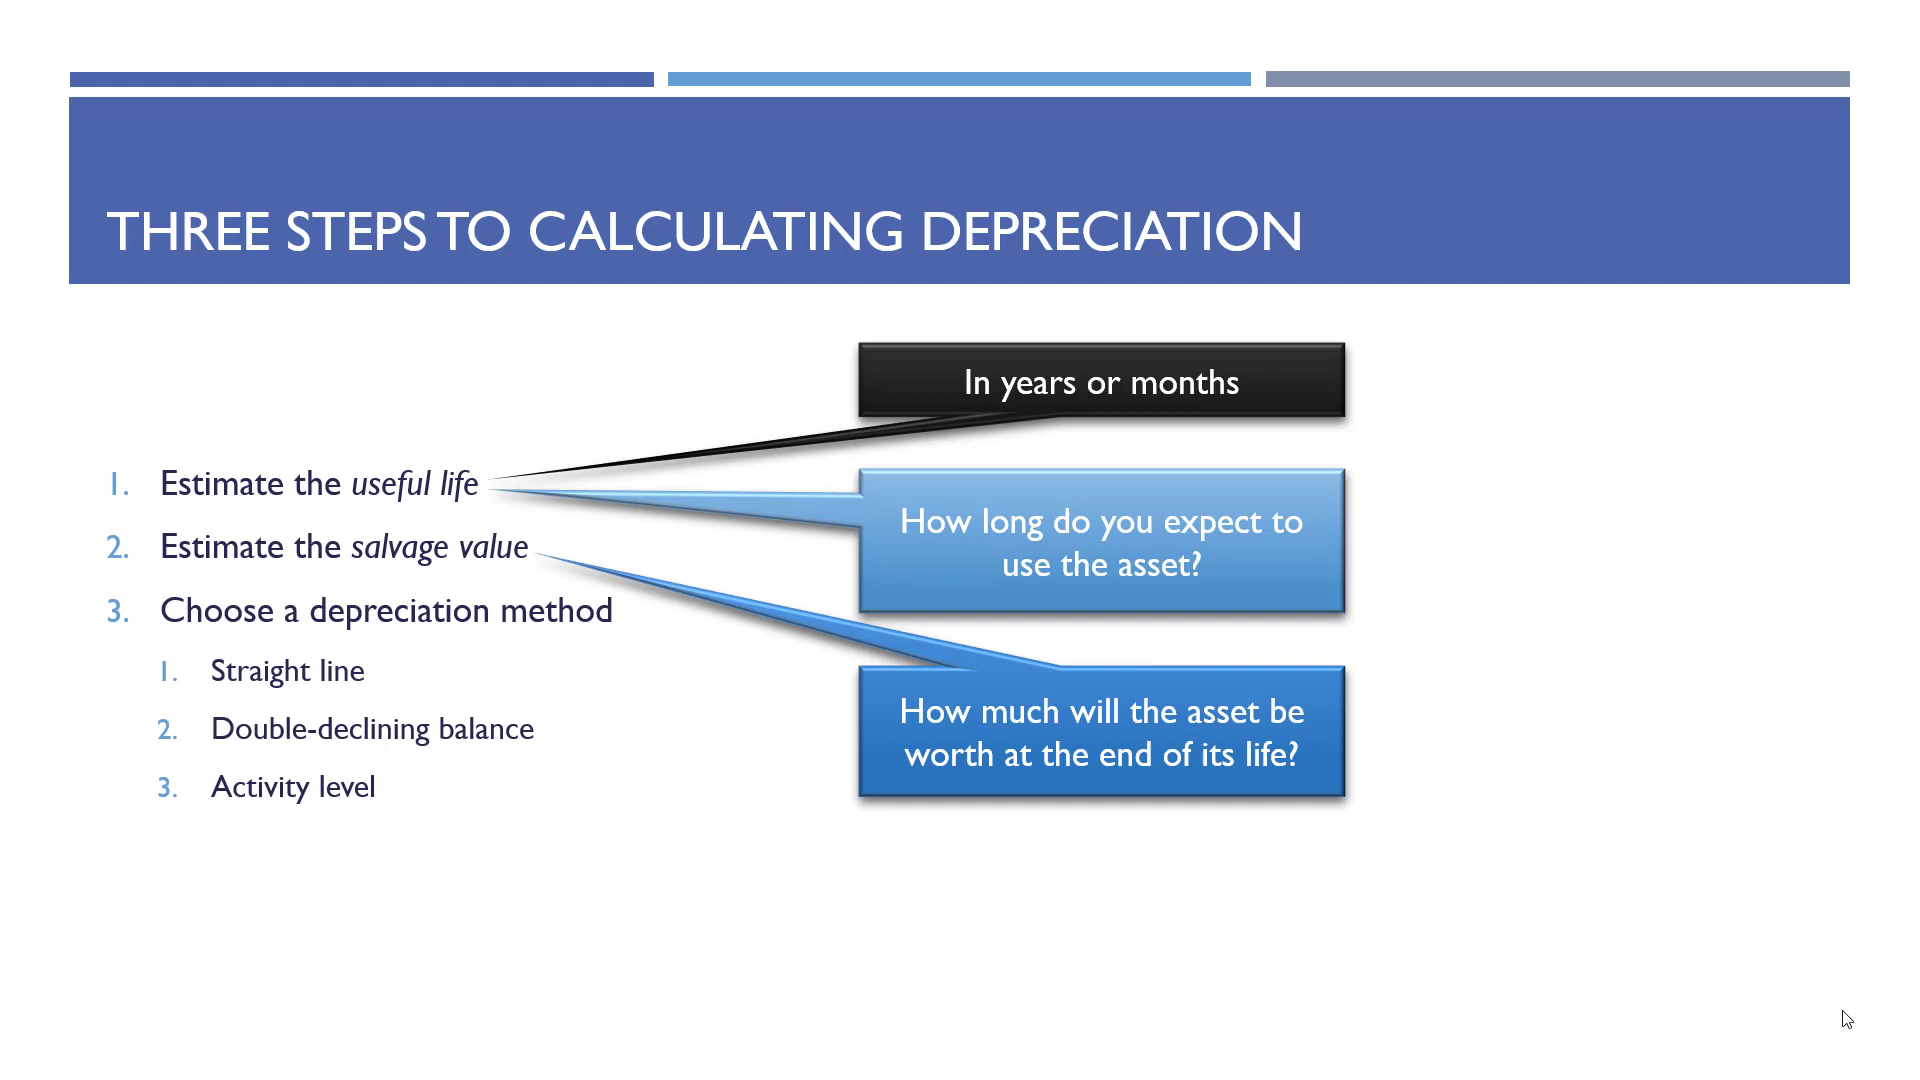 THREE STEPS TO CALCULATING DEPRECIATION
1. Estimate the useful life
2. Estimate the salvage value
3. Choose a depreciation method
1. Straight line
2. Double-declining balance
3. Activity level
In years or months
How long do you expect to
use the asset?
How much will the asset be
worth at the end of its life?